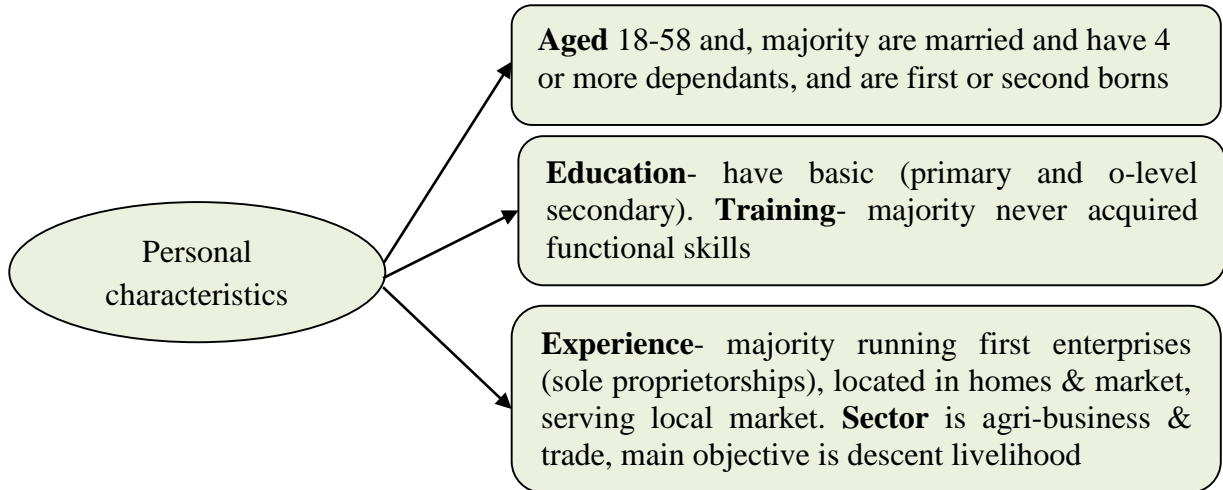 Personal
characteristics
Aged 18-58 and, majority are married and have 4
or more dependants, and are first or second borns
Education- have basic (primary and o-level
secondary). Training- majority never acquired
functional skills
Experience- majority running first enterprises
(sole proprietorships), located in homes & market,
serving local market. Sector is agri-business &
trade, main objective is descent livelihood